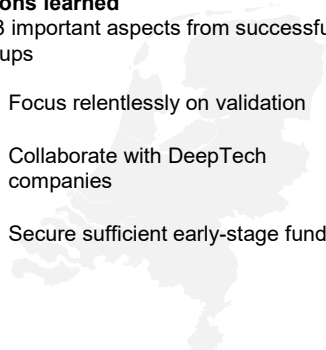 ons learned
3 important aspects from successfu
ups
Focus relentlessly on validation
Collaborate with DeepTech
companies
Secure sufficient early-stage fund